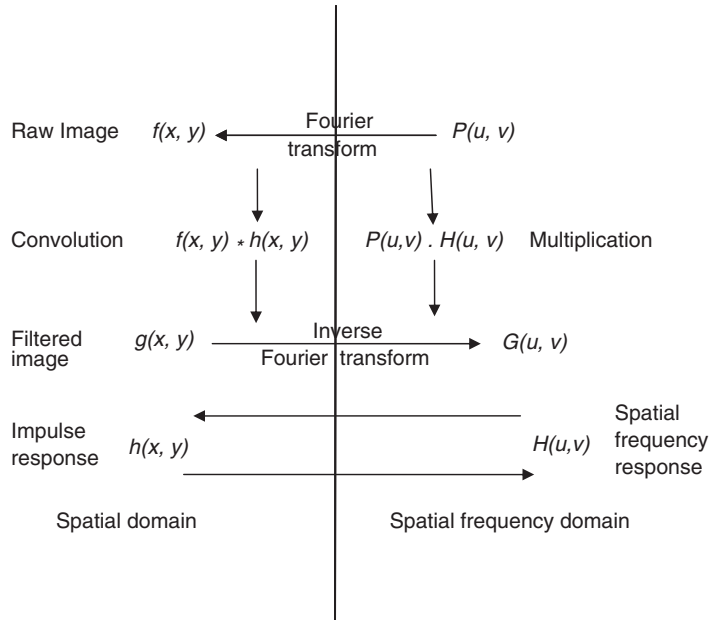 Raw Image f(x, y) Fourier transform P(u, v)
Convolution f(x, y) * h(x, y) P(u,v) . H(u, v) Multiplication
Filtered image g(x, y) Inverse Fourier transform G(u, v)
Impulse response h(x, y) H(u,v) Spatial frequency response
Spatial domain Spatial frequency domain